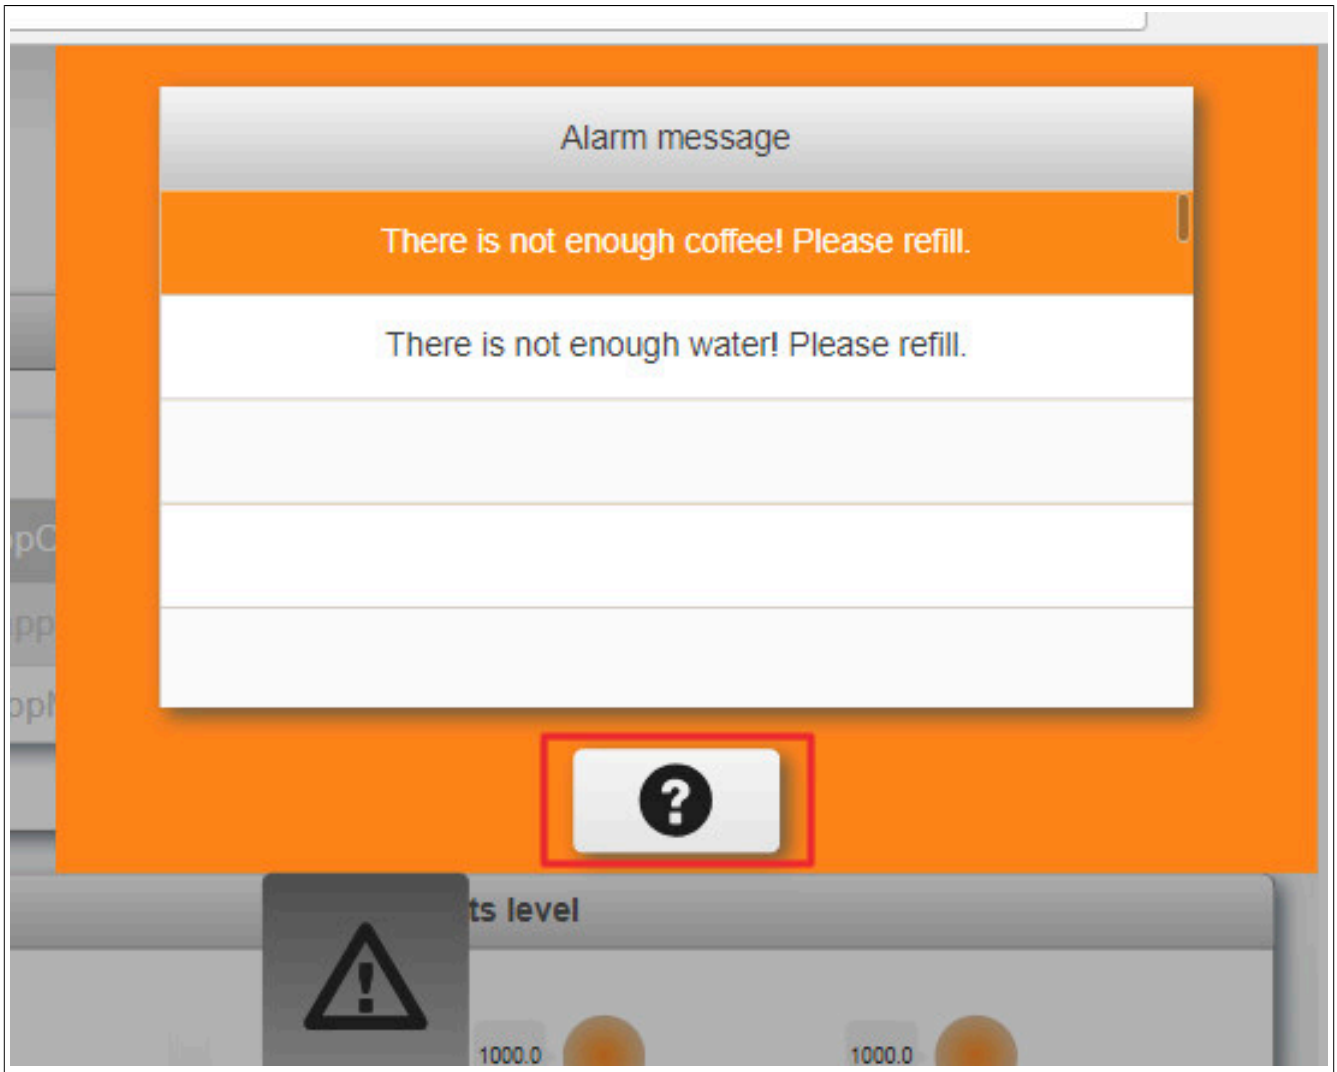 Alarm message
There is not enough coffee! Please refill.
There is not enough water! Please refill.
ts level
1000.0
1000.0